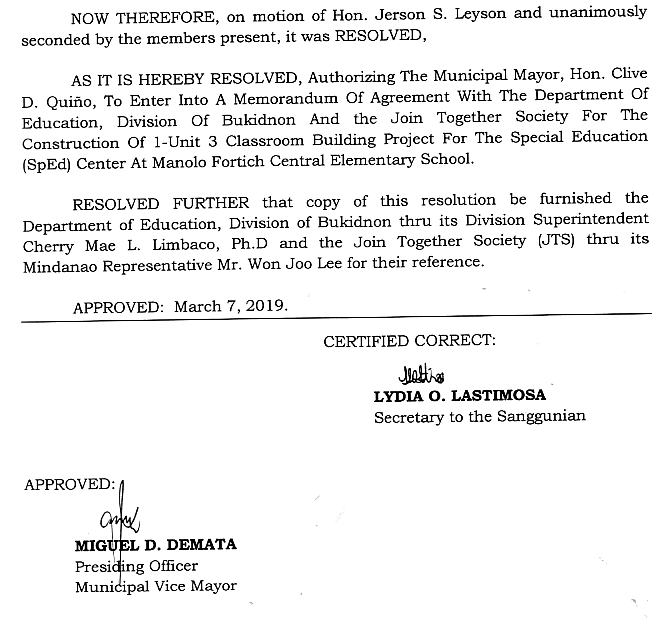 NOW THEREFORE, on motion of Hon. Jerson S. Leyson and unanimously
seconded by the members present, it was RESOLVED,
AS IT IS HEREBY RESOLVED, Authorizing The Municipal Mayor, Hon. Clive
D. Quiño, To Enter Into A Memorandum Of Agreement With The Department Of
Education, Division Of Bukidnon And the Join Together Society For The
Construction Of 1-Unit 3 Classroom Building Project For The Special Education
(SpEd) Center At Manolo Fortich Central Elementary School.
RESOLVED FURTHER that copy of this resolution be furnished the
Department of Education, Division of Bukidnon thru its Division Superintendent
Cherry Mae L. Limbaco, Ph.D and the Join Together Society (JTS) thru its
Mindanao Representative Mr. Won Joo Lee for their reference.
APPROVED: March 7, 2019.
CERTIFIED CORRECT:
LYDIA O. LASTIMOSA
Secretary to the Sanggunian
APPROVED:
MIGUEL D. DEMATA
Presiding Officer
Municipal Vice Mayor